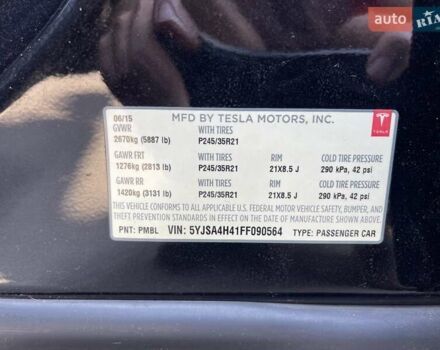 auto RIA
06/15 MFD BY TESLA MOTORS, INC.
GVWR WITH TIRES
2670kg (5887 lb) P245/35R21
TESLA
GAWR FRT WITH TIRES RIM COLD TIRE PRESSURE
1276kg (2813 lb) P245/35R21 21X8.5 J 290 kPa, 42 psi
GAWR RR WITH TIRES RIM COLD TIRE PRESSURE
1420kg (3131 lb) P245/35R21 21X8.5 J 290 kPa, 42 psi
THIS VEHICLE CONFORMS TO ALL APPLICABLE U.S. FEDERAL MOTOR VEHICLE SAFETY, BUMPER, AND
THEFT PREVENTION STANDARDS IN EFFECT ON THE DATE OF MANUFACTURE SHOWN ABOVE.
PNT: PMBL VIN: 5YJSA4H41FF090564 TYPE: PASSENGER CAR